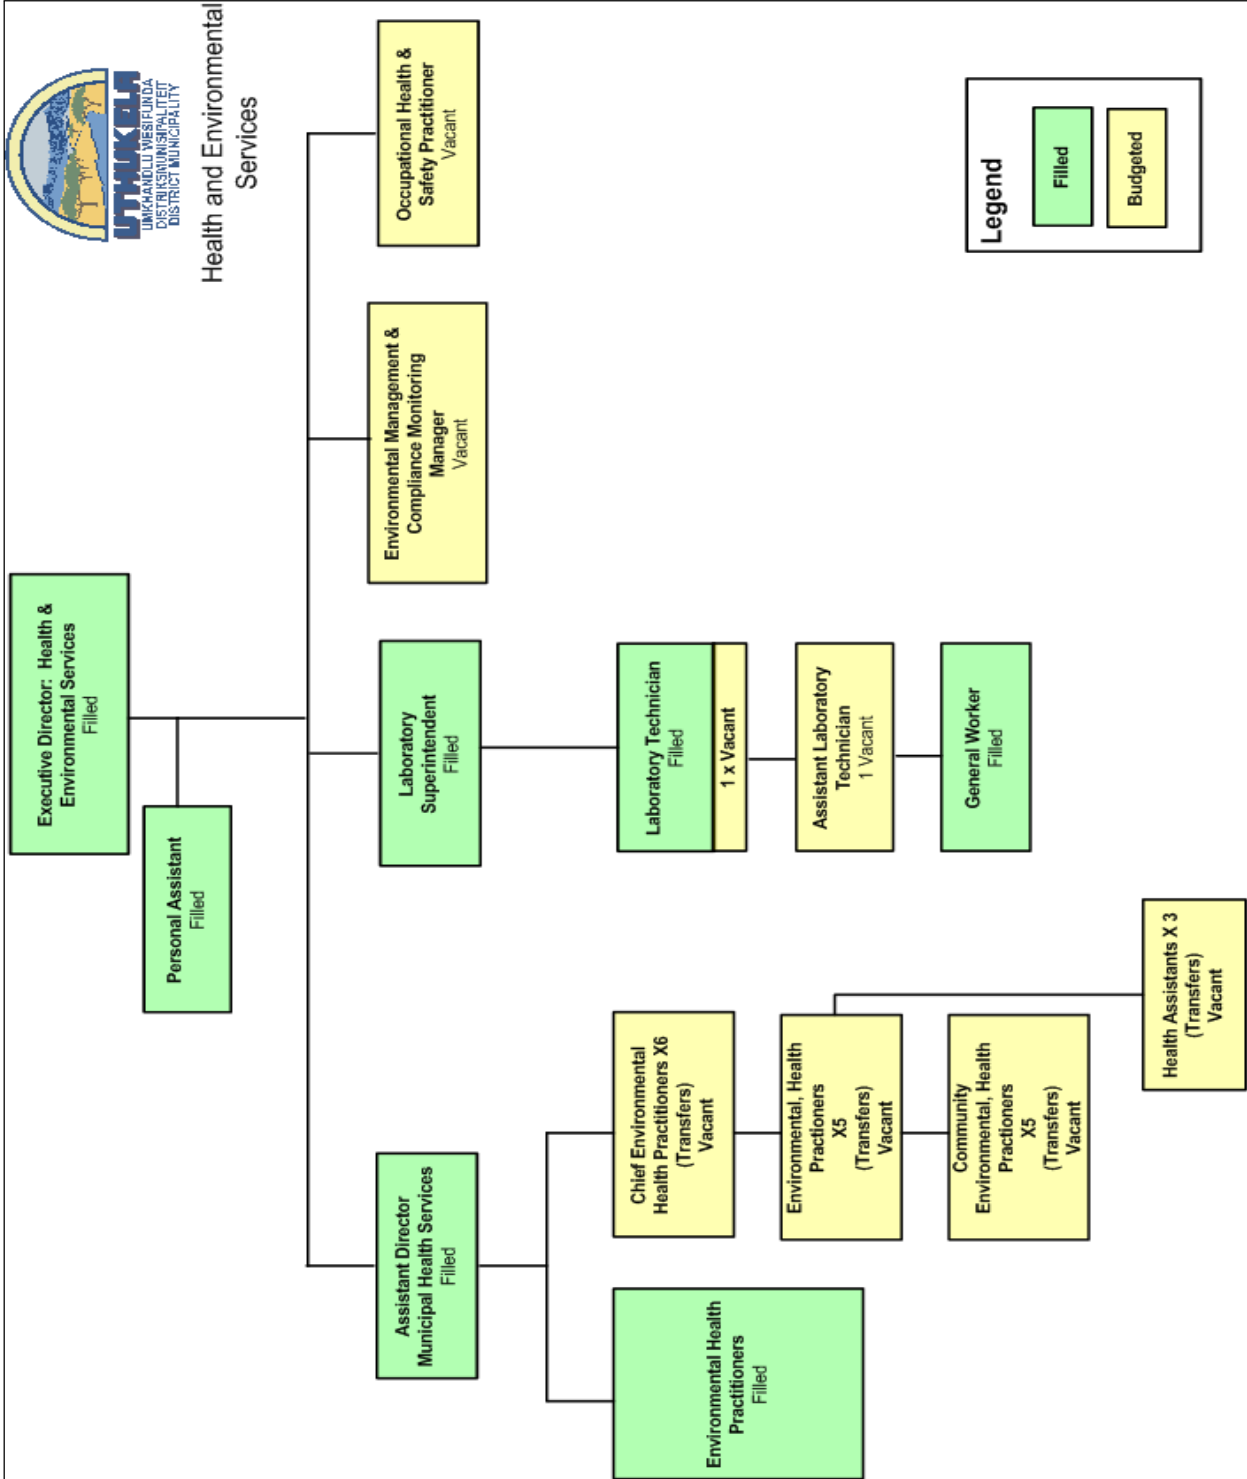 UTHUKELA
UMKHANDLU WESIFUNDA
DISTRIKSMUNISIPALITEIT
DISTRICT MUNICIPALITY
Health and Environmental
Services
Executive Director: Health &
Environmental Services
Filled
Personal Assistant
Filled
Assistant Director
Municipal Health Services
Filled
Laboratory
Superintendent
Filled
Environmental Management &
Compliance Monitoring
Manager
Vacant
Occupational Health &
Safety Practitioner
Vacant
Environmental Health
Practitioners
Filled
Chief Environmental
Health Practitioners X6
(Transfers)
Vacant
Environmental, Health
Practioners
X5
(Transfers)
Vacant
Community
Environmental, Health
Practioners
X5
(Transfers)
Vacant
Health Assistants X 3
(Transfers)
Vacant
Laboratory Technician
Filled
1 x Vacant
Assistant Laboratory
Technician
1 Vacant
General Worker
Filled
Legend
Filled
Budgeted